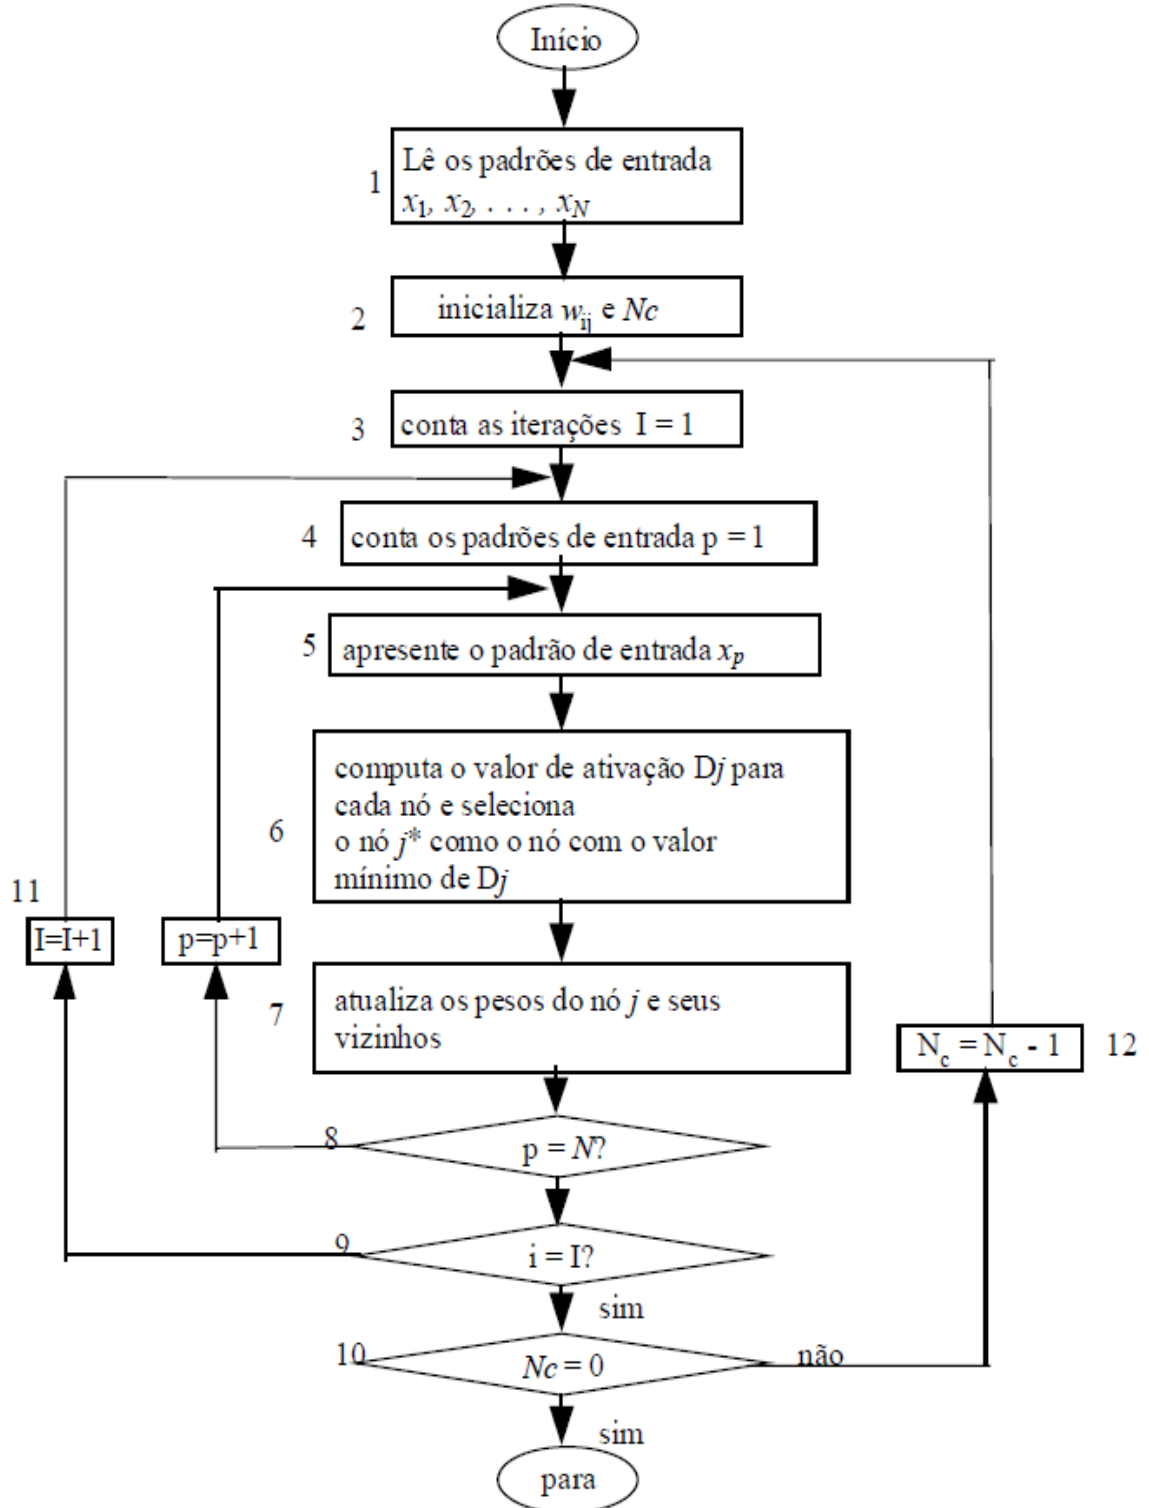 Início
Lê os padrões de entrada
1
x1, x2, . . . , xN
inicializa wij e Nc
2
conta as iterações I = 1
3
4
conta os padrões de entrada p = 1
5
apresente o padrão de entrada xp
computa o valor de ativação Dj para
cada nó e seleciona
6
o nó j* como o nó com o valor
mínimo de Dj
11
I=I+1
p=p+1
7
atualiza os pesos do nó j e seus
vizinhos
Nc = Nc - 1
12
8
p = N?
9
i = I?
sim
10
Nc = 0
não
sim
para